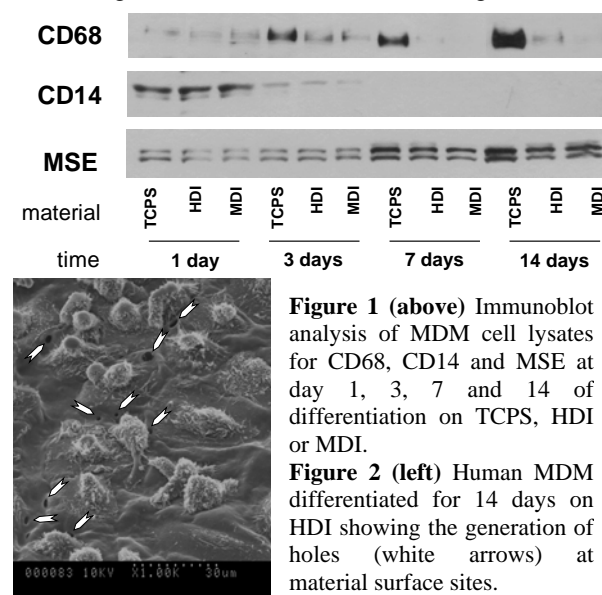 CD68
CD14
MSE
material TCPS HDI MDI TCPS HDI MDI TCPS HDI MDI TCPS HDI MDI
time 1 day 3 days 7 days 14 days
Figure 1 (above) Immunoblot
analysis of MDM cell lysates
for CD68, CD14 and MSE at
day 1, 3, 7 and 14 of
differentiation on TCPS, HDI
or MDI.
Figure 2 (left) Human MDM
differentiated for 14 days on
HDI showing the generation of
holes (white arrows) at
material surface sites.
000083 10KV X1.00K 30um